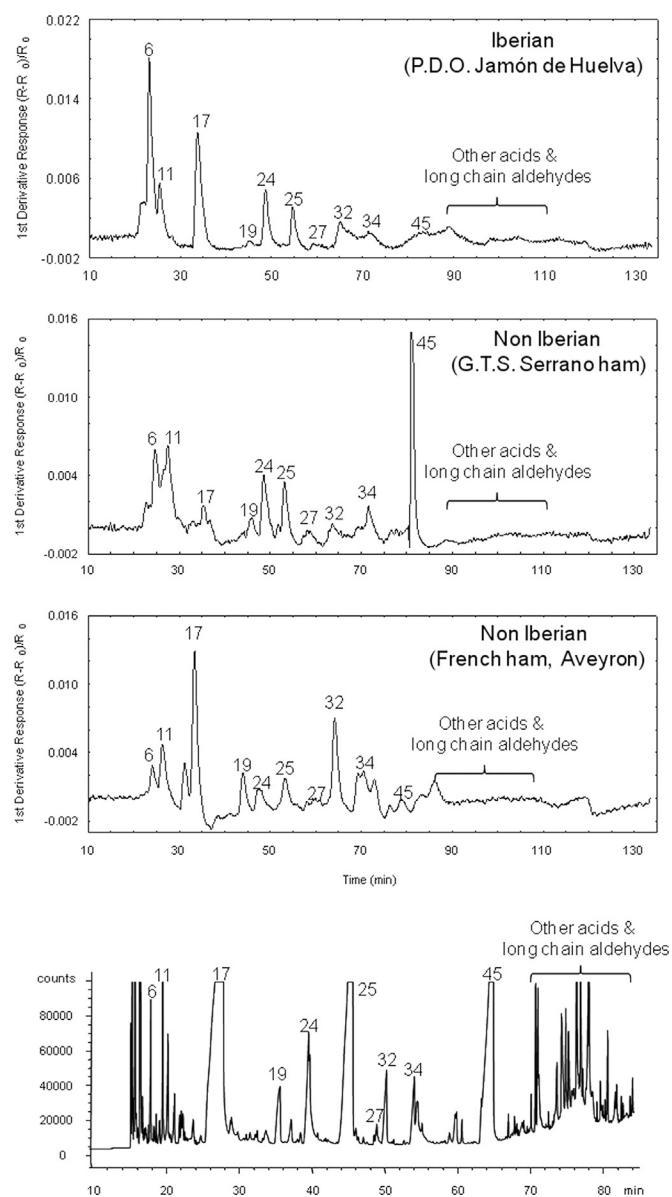 0.022
0.014
0.006
-0.002
1st Derivative Response (R-R 0)/R 0
6
11
17
19
24
25
27
32
34
45
Iberian
(P.D.O. Jamón de Huelva)
Other acids &
long chain aldehydes
10 30 50 70 90 110 130
0.016
0.010
0.004
-0.002
1st Derivative Response (R-R 0)/R 0
6
11
17
19
24
25
27
32
34
45
Non Iberian
(G.T.S. Serrano ham)
Other acids &
long chain aldehydes
10 30 50 70 90 110 130
0.016
0.010
0.004
-0.002
1st Derivative Response (R-R 0)/R 0
6
11
17
19
24
25
27
32
34
45
Non Iberian
(French ham, Aveyron)
Other acids &
long chain aldehydes
10 30 50 70 90 110 130
Time (min)
counts
80000
60000
40000
20000
0
6
11
17
19
24
25
27
32
34
45
Other acids &
long chain aldehydes
10 20 30 40 50 60 70 80 min